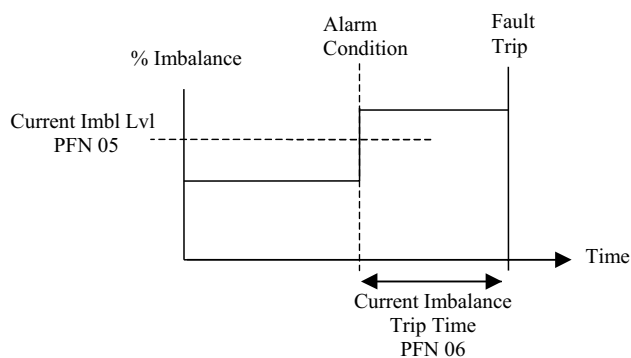 Alarm
Condition
Fault
Trip
% Imbalance
Current Imbl Lvl
PFN 05
Time
Current Imbalance
Trip Time
PFN 06